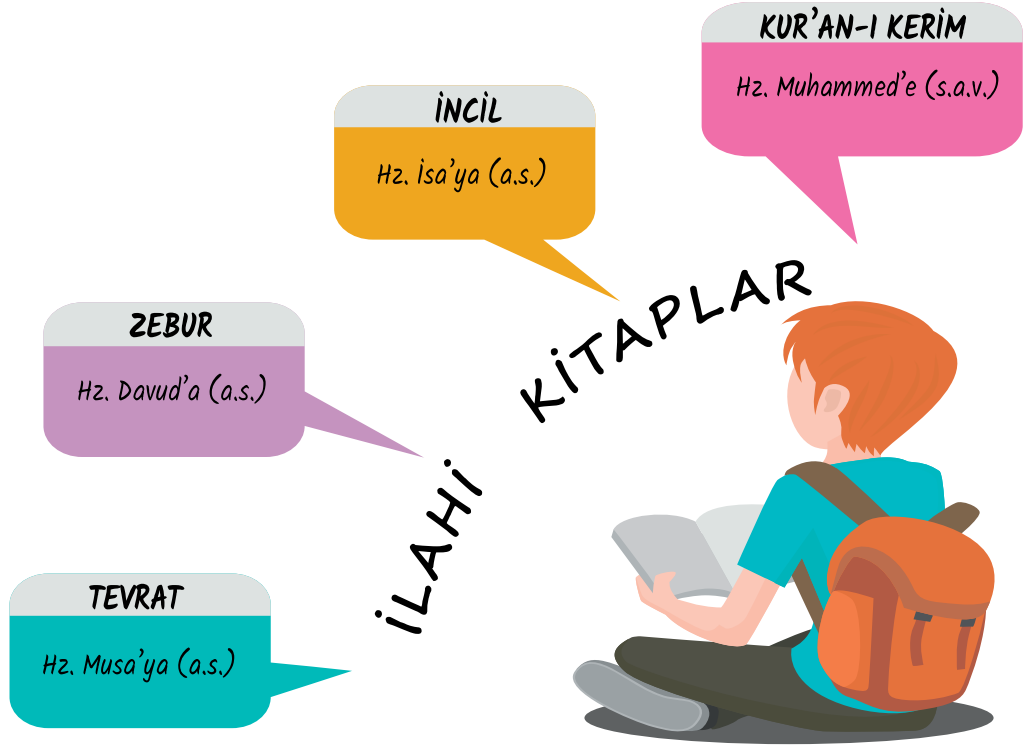 KUR’AN-I KERİM
Hz. Muhammed’e (s.a.v.)
İNCİL
Hz. İsa’ya (a.s.)
ZEBUR
Hz. Davud’a (a.s.)
TEVRAT
Hz. Musa’ya (a.s.)
İLAHİ KİTAPLAR